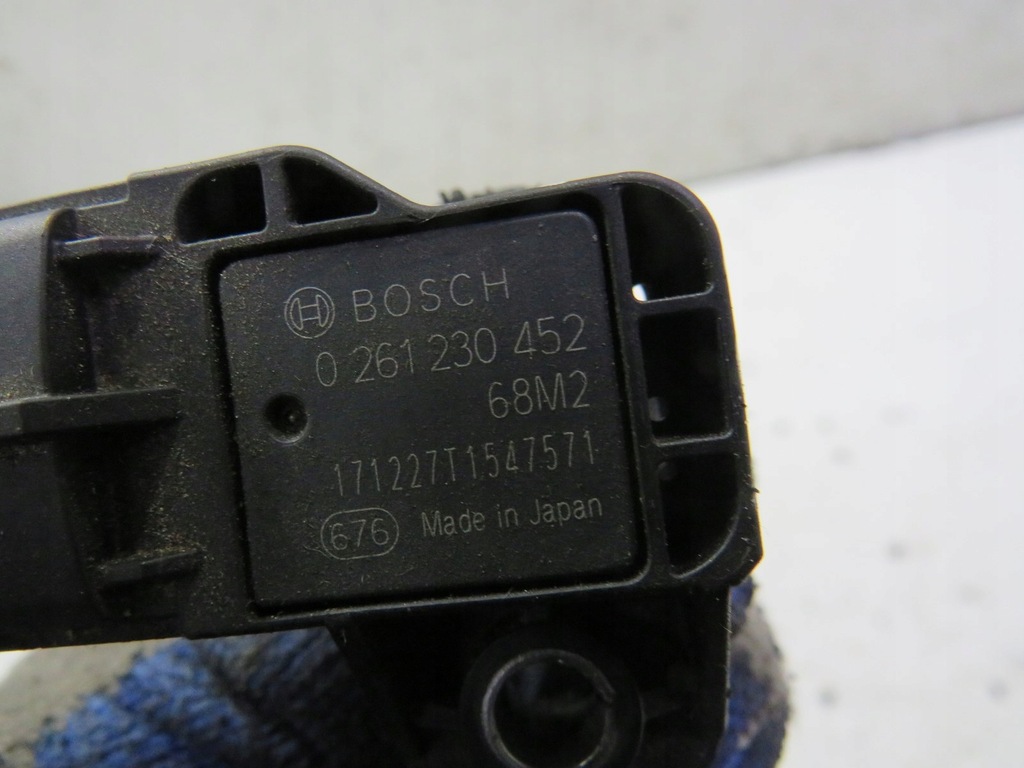 BOSCH
0 261 230 452
68M2
171227T1547571
676 Made in Japan